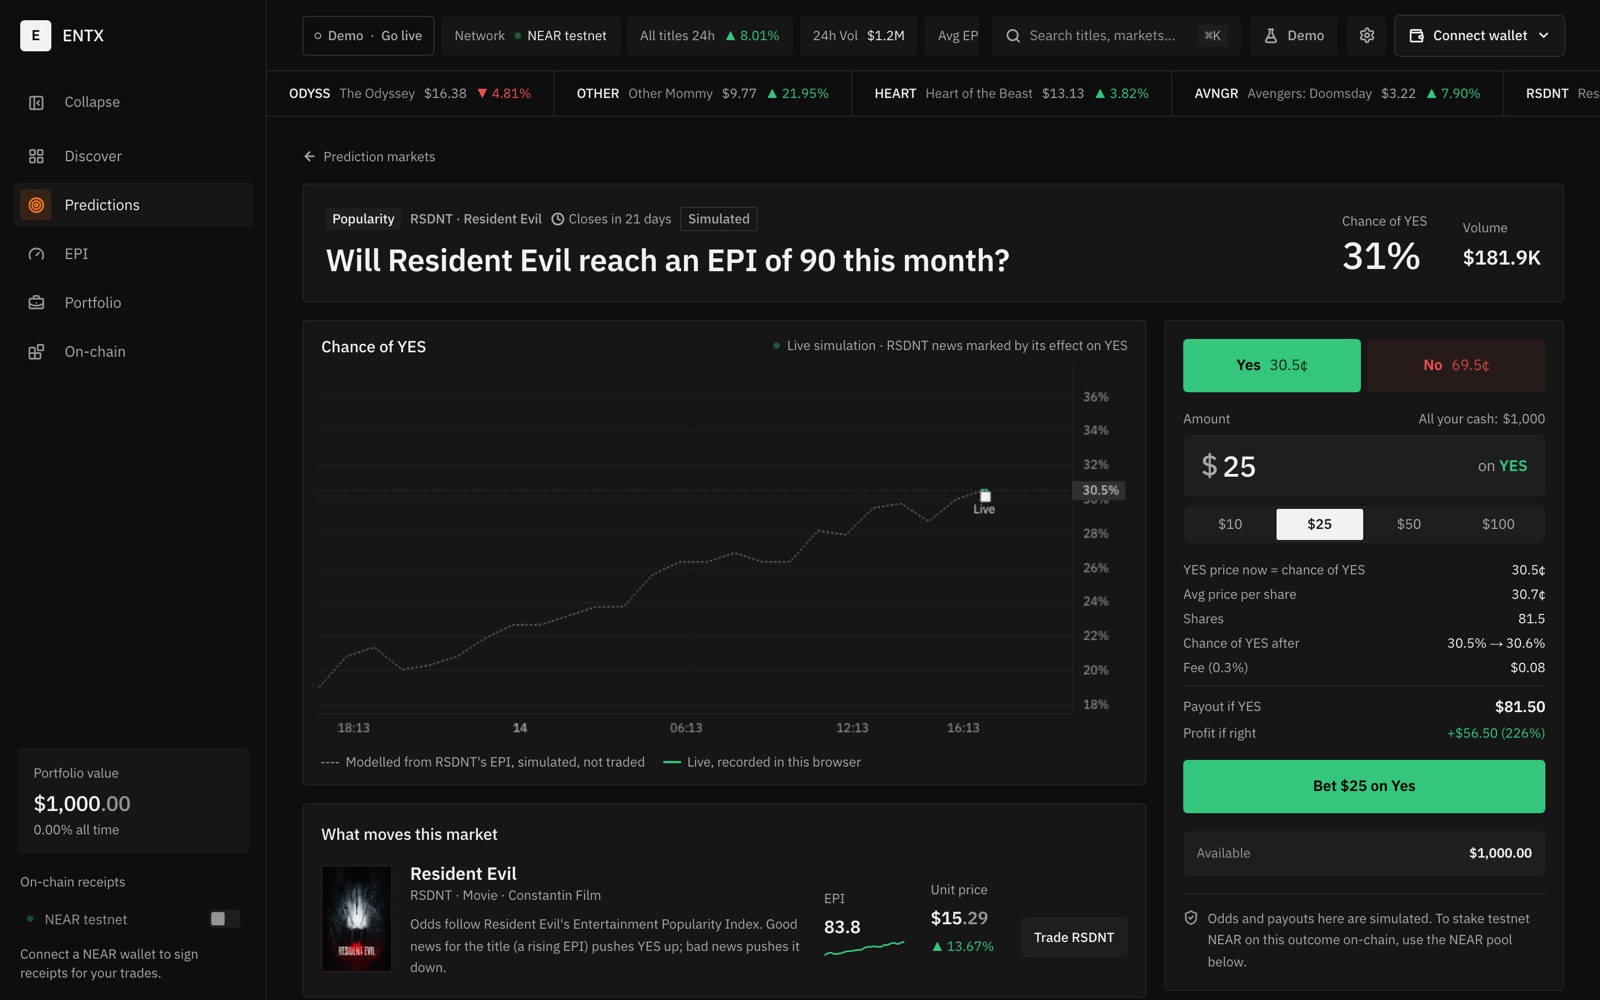 E ENTX
Collapse
Discover
Predictions
EPI
Portfolio
On-chain
Portfolio value
$1,000.00
0.00% all time
On-chain receipts
NEAR testnet
Connect a NEAR wallet to sign
receipts for your trades.
Demo · Go live
Network NEAR testnet
All titles 24h ▲ 8.01%
24h Vol $1.2M
Avg EP
Search titles, markets... ⌘K
Demo
Connect wallet
ODYSS The Odyssey $16.38 ▼ 4.81%
OTHER Other Mommy $9.77 ▲ 21.95%
HEART Heart of the Beast $13.13 ▲ 3.82%
AVNGR Avengers: Doomsday $3.22 ▲ 7.90%
RSDNT Res
← Prediction markets
Popularity RSDNT · Resident Evil Closes in 21 days Simulated
Will Resident Evil reach an EPI of 90 this month?
Chance of YES
31%
Volume
$181.9K
Chance of YES
Live simulation · RSDNT news marked by its effect on YES
36%
34%
32%
30.5%
30%
28%
26%
24%
22%
20%
18%
Live
18:13 14 06:13 12:13 16:13
---- Modelled from RSDNT's EPI, simulated, not traded
Live, recorded in this browser
What moves this market
RESIDENT EVIL
Resident Evil
RSDNT · Movie · Constantin Film
Odds follow Resident Evil's Entertainment Popularity Index. Good
news for the title (a rising EPI) pushes YES up; bad news pushes it
down.
EPI
83.8
Unit price
$15.29
▲ 13.67%
Trade RSDNT
Yes 30.5¢
No 69.5¢
Amount All your cash: $1,000
$ 25 on YES
$10 $25 $50 $100
YES price now = chance of YES 30.5¢
Avg price per share 30.7¢
Shares 81.5
Chance of YES after 30.5% → 30.6%
Fee (0.3%) $0.08
Payout if YES $81.50
Profit if right +$56.50 (226%)
Bet $25 on Yes
Available $1,000.00
Odds and payouts here are simulated. To stake testnet
NEAR on this outcome on-chain, use the NEAR pool
below.